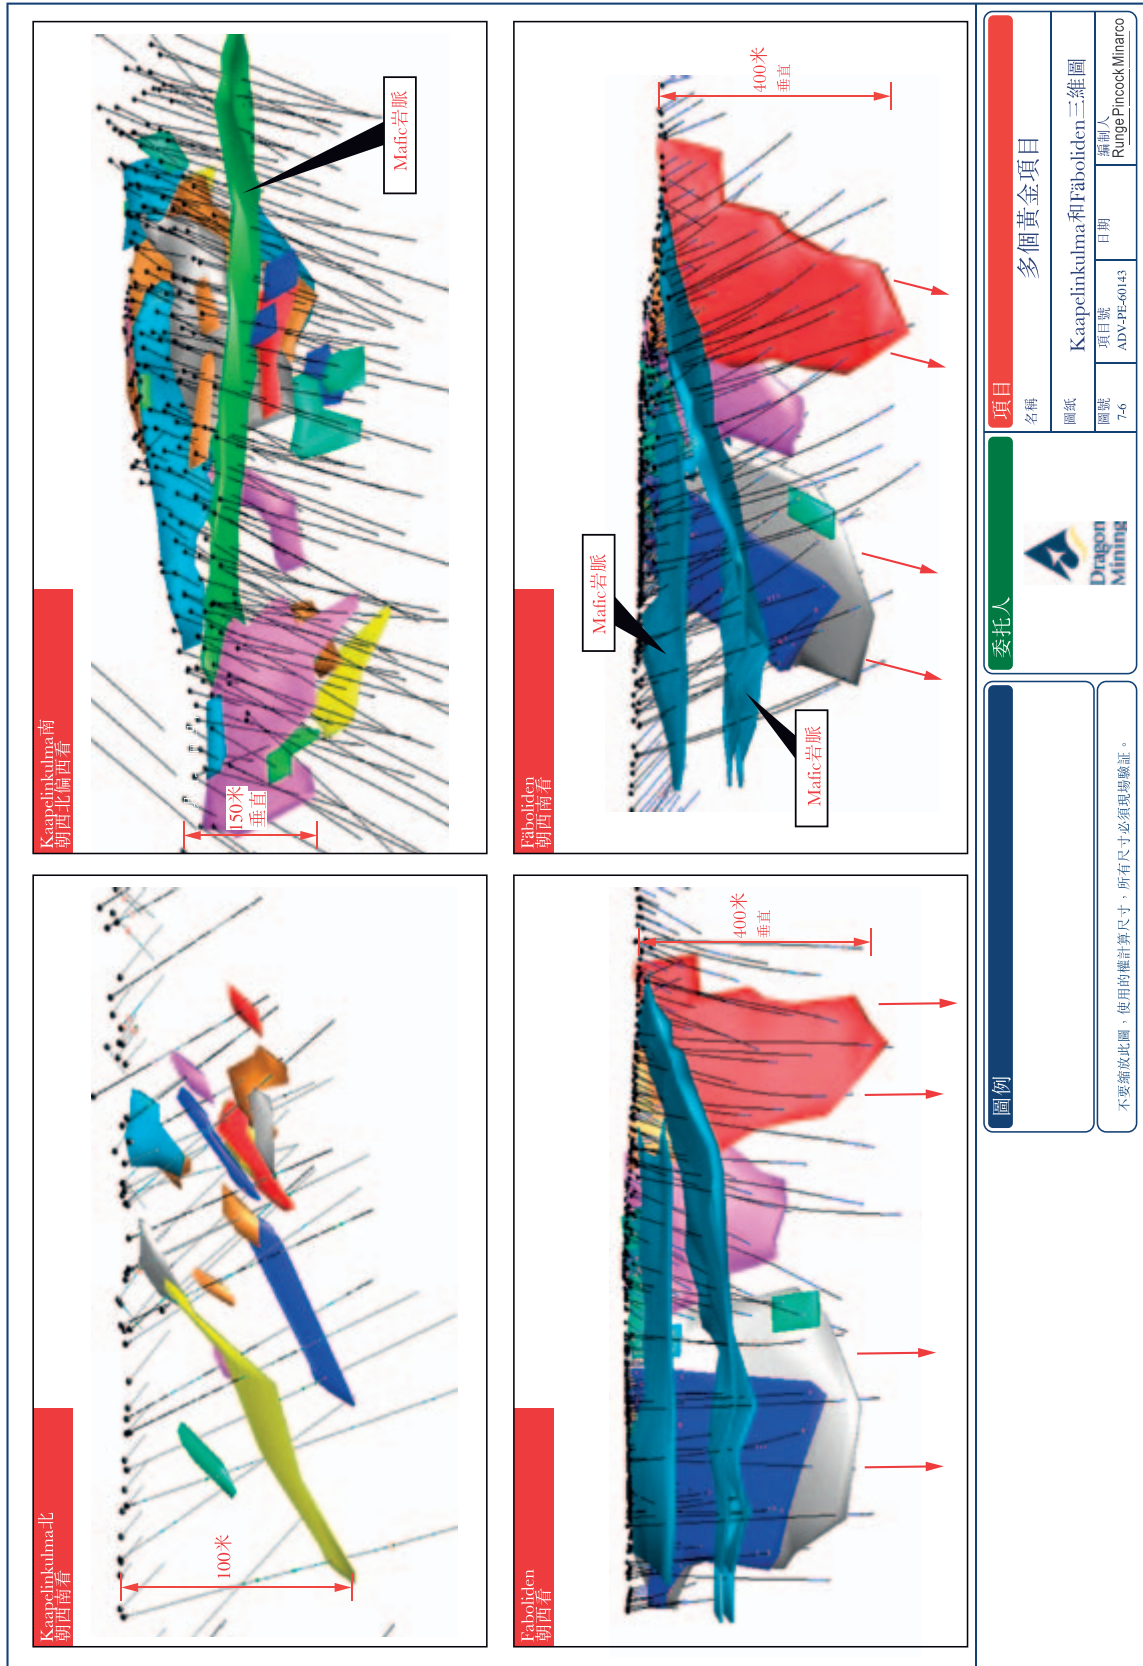 Kaapelinkulma北
朝西南看
100米
Kaapelinkulma南
朝西北偏西看
Mafic岩脈
150米
垂直
Fäboliden
朝西看
400米
垂直
Fäboliden
朝西南看
Mafic岩脈
Mafic岩脈
400米
垂直
圖例
不要縮放此圖，使用的權計算尺寸，所有尺寸必須現場驗証。
委托人
Dragon
Mining
項目
名稱
多個黃金項目
圖紙
Kaapelinkulma和Fäboliden三維圖
圖號
7-6
項目號
ADV-PE-60143
日期
編制人
Runge Pincock Minarco